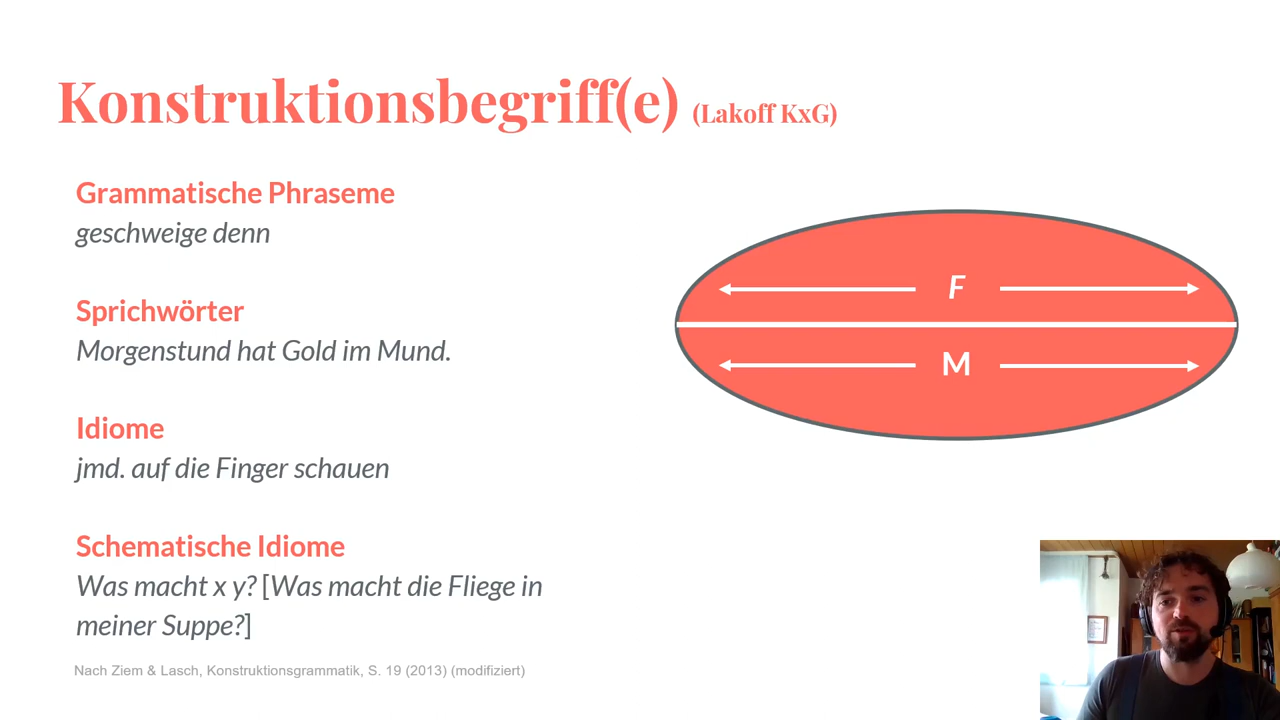 Konstruktionsbegriff(e) (Lakoff KxG)
Grammatische Phraseme
geschweige denn
Sprichwörter
Morgenstund hat Gold im Mund.
Idiome
jmd. auf die Finger schauen
Schematische Idiome
Was macht x y? [Was macht die Fliege in
meiner Suppe?]
Nach Ziem & Lasch, Konstruktionsgrammatik, S. 19 (2013) (modifiziert)
F
M